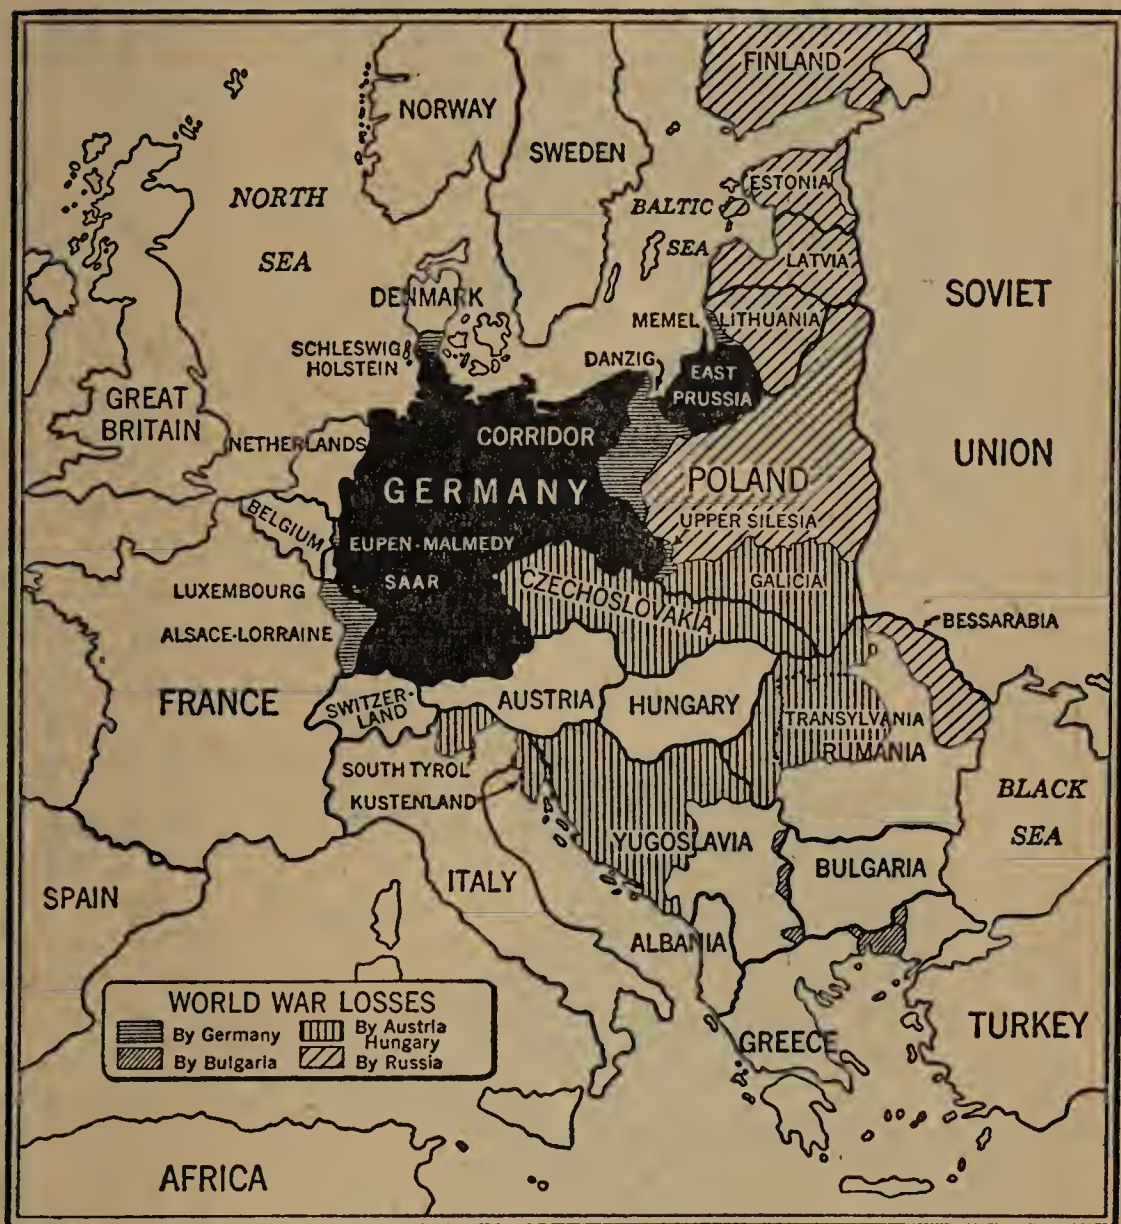 FINLAND
NORWAY
SWEDEN
ESTONIA
NORTH
SEA
BALTIC
SEA
LATVIA
SOVIET
UNION
DENMARK
MEMEL
LITHUANIA
SCHLESWIG
HOLSTEIN
DANZIG
EAST
PRUSSIA
GREAT
BRITAIN
NETHERLANDS
CORRIDOR
GERMANY
POLAND
BELGIUM
UPPER SILESIA
EUPEN-MALMEDY
SAAR
CZECHOSLOVAKIA
GALICIA
LUXEMBOURG
ALSACE-LORRAINE
BESSARABIA
FRANCE
SWITZER-
LAND
AUSTRIA
HUNGARY
TRANSYLVANIA
RUMANIA
SOUTH TYROL
KUSTENLAND
BLACK
SEA
YUGOSLAVIA
BULGARIA
SPAIN
ITALY
ALBANIA
WORLD WAR LOSSES
By Germany
By Austria
Hungary
By Bulgaria
By Russia
GREECE
TURKEY
AFRICA